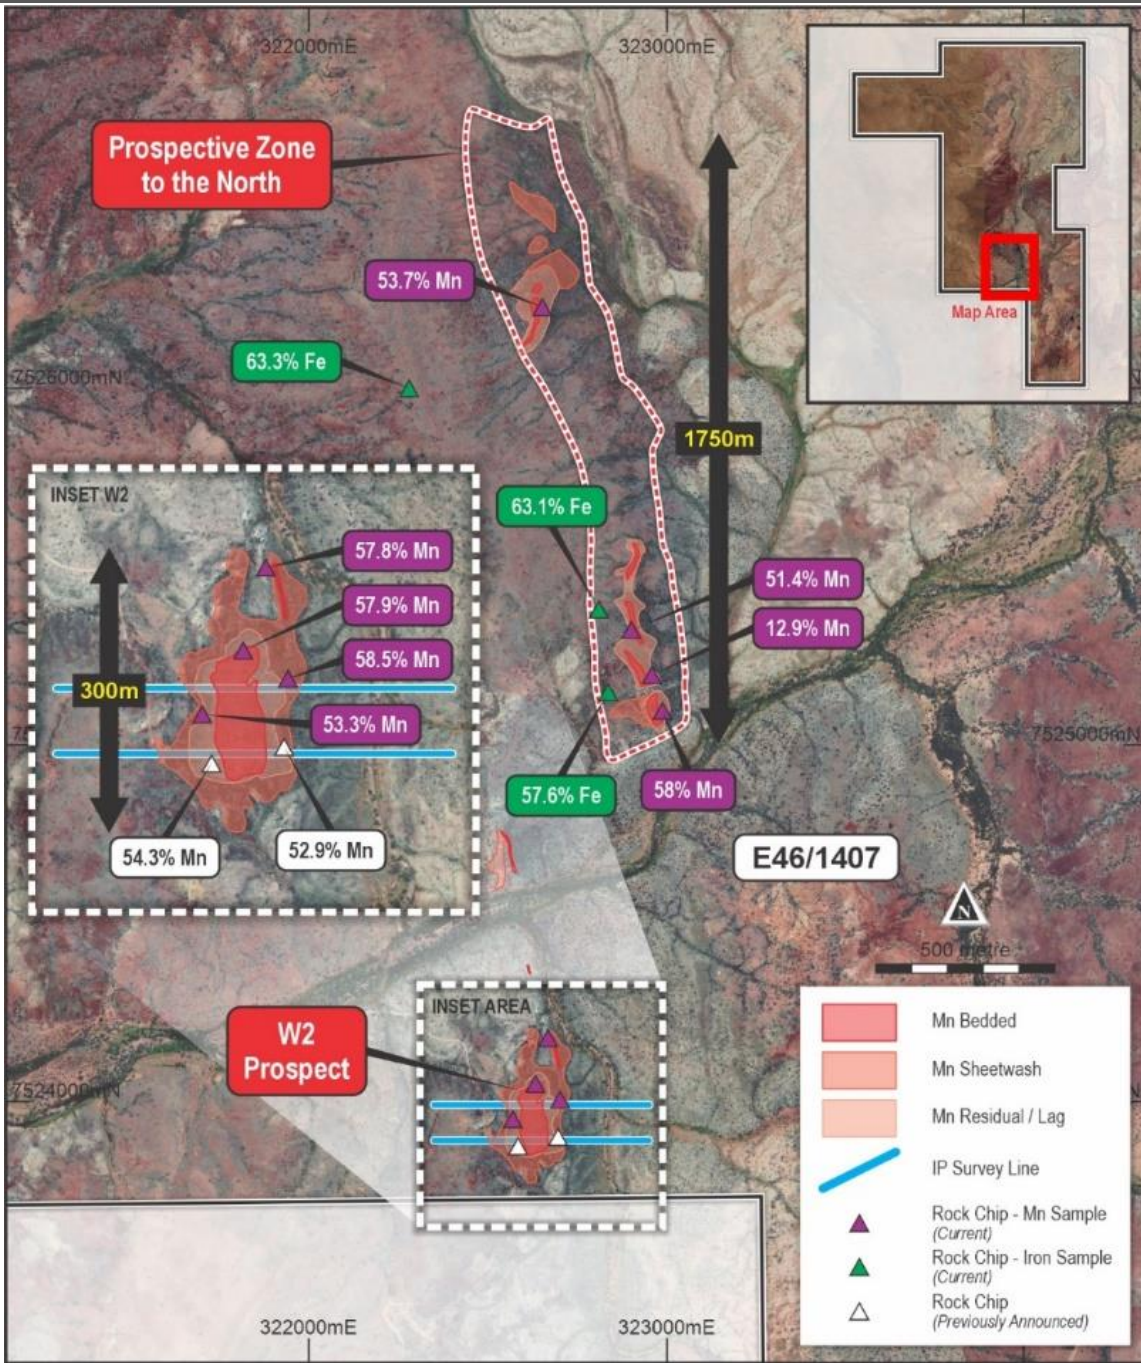 322000mE
323000mE
Prospective Zone
to the North
53.7% Mn
Map Area
63.3% Fe
7526000mN
1750m
INSET W2
63.1% Fe
57.8% Mn
51.4% Mn
57.9% Mn
12.9% Mn
58.5% Mn
300m
53.3% Mn
7525000mN
57.6% Fe
58% Mn
54.3% Mn
52.9% Mn
E46/1407
N
500 metre
INSET AREA
W2
Prospect
7524000mN
Mn Bedded
Mn Sheetwash
Mn Residual / Lag
IP Survey Line
Rock Chip - Mn Sample
(Current)
Rock Chip - Iron Sample
(Current)
Rock Chip
(Previously Announced)
322000mE
323000mE